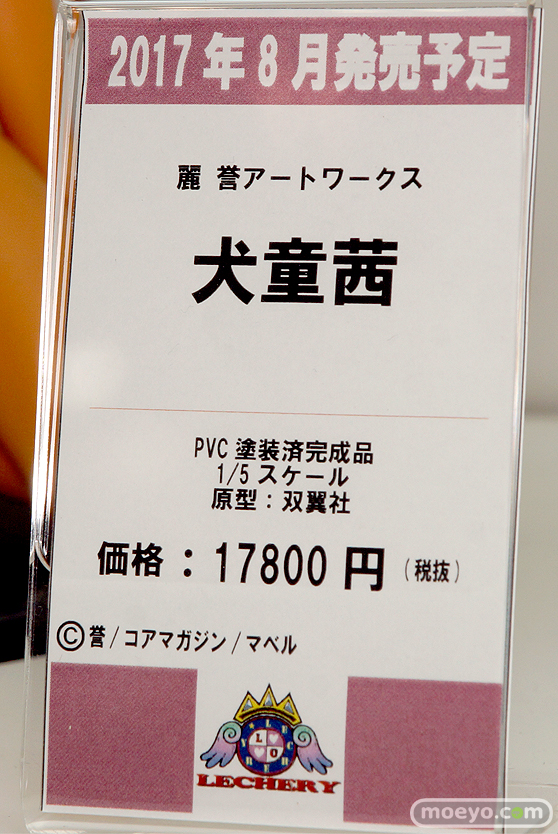 2017年8月発売予定
麗 誉アートワークス
犬童茜
PVC塗装済完成品
1/5スケール
原型：双翼社
価格：17800円（税抜）
©誉/コアマガジン/マベル
LECHERY
moeyo.com